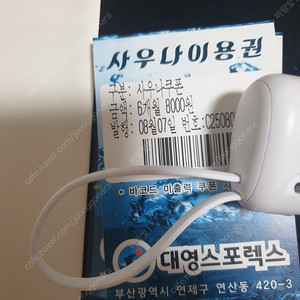 사우나이용권
구분: 사우나쿠폰
금액: 6개월 8000원
발행: 08월07일 번호:C2508
• 바코드 미출력 쿠폰 사
대영스포렉스
부산광역시 연제구 연산동 420-3